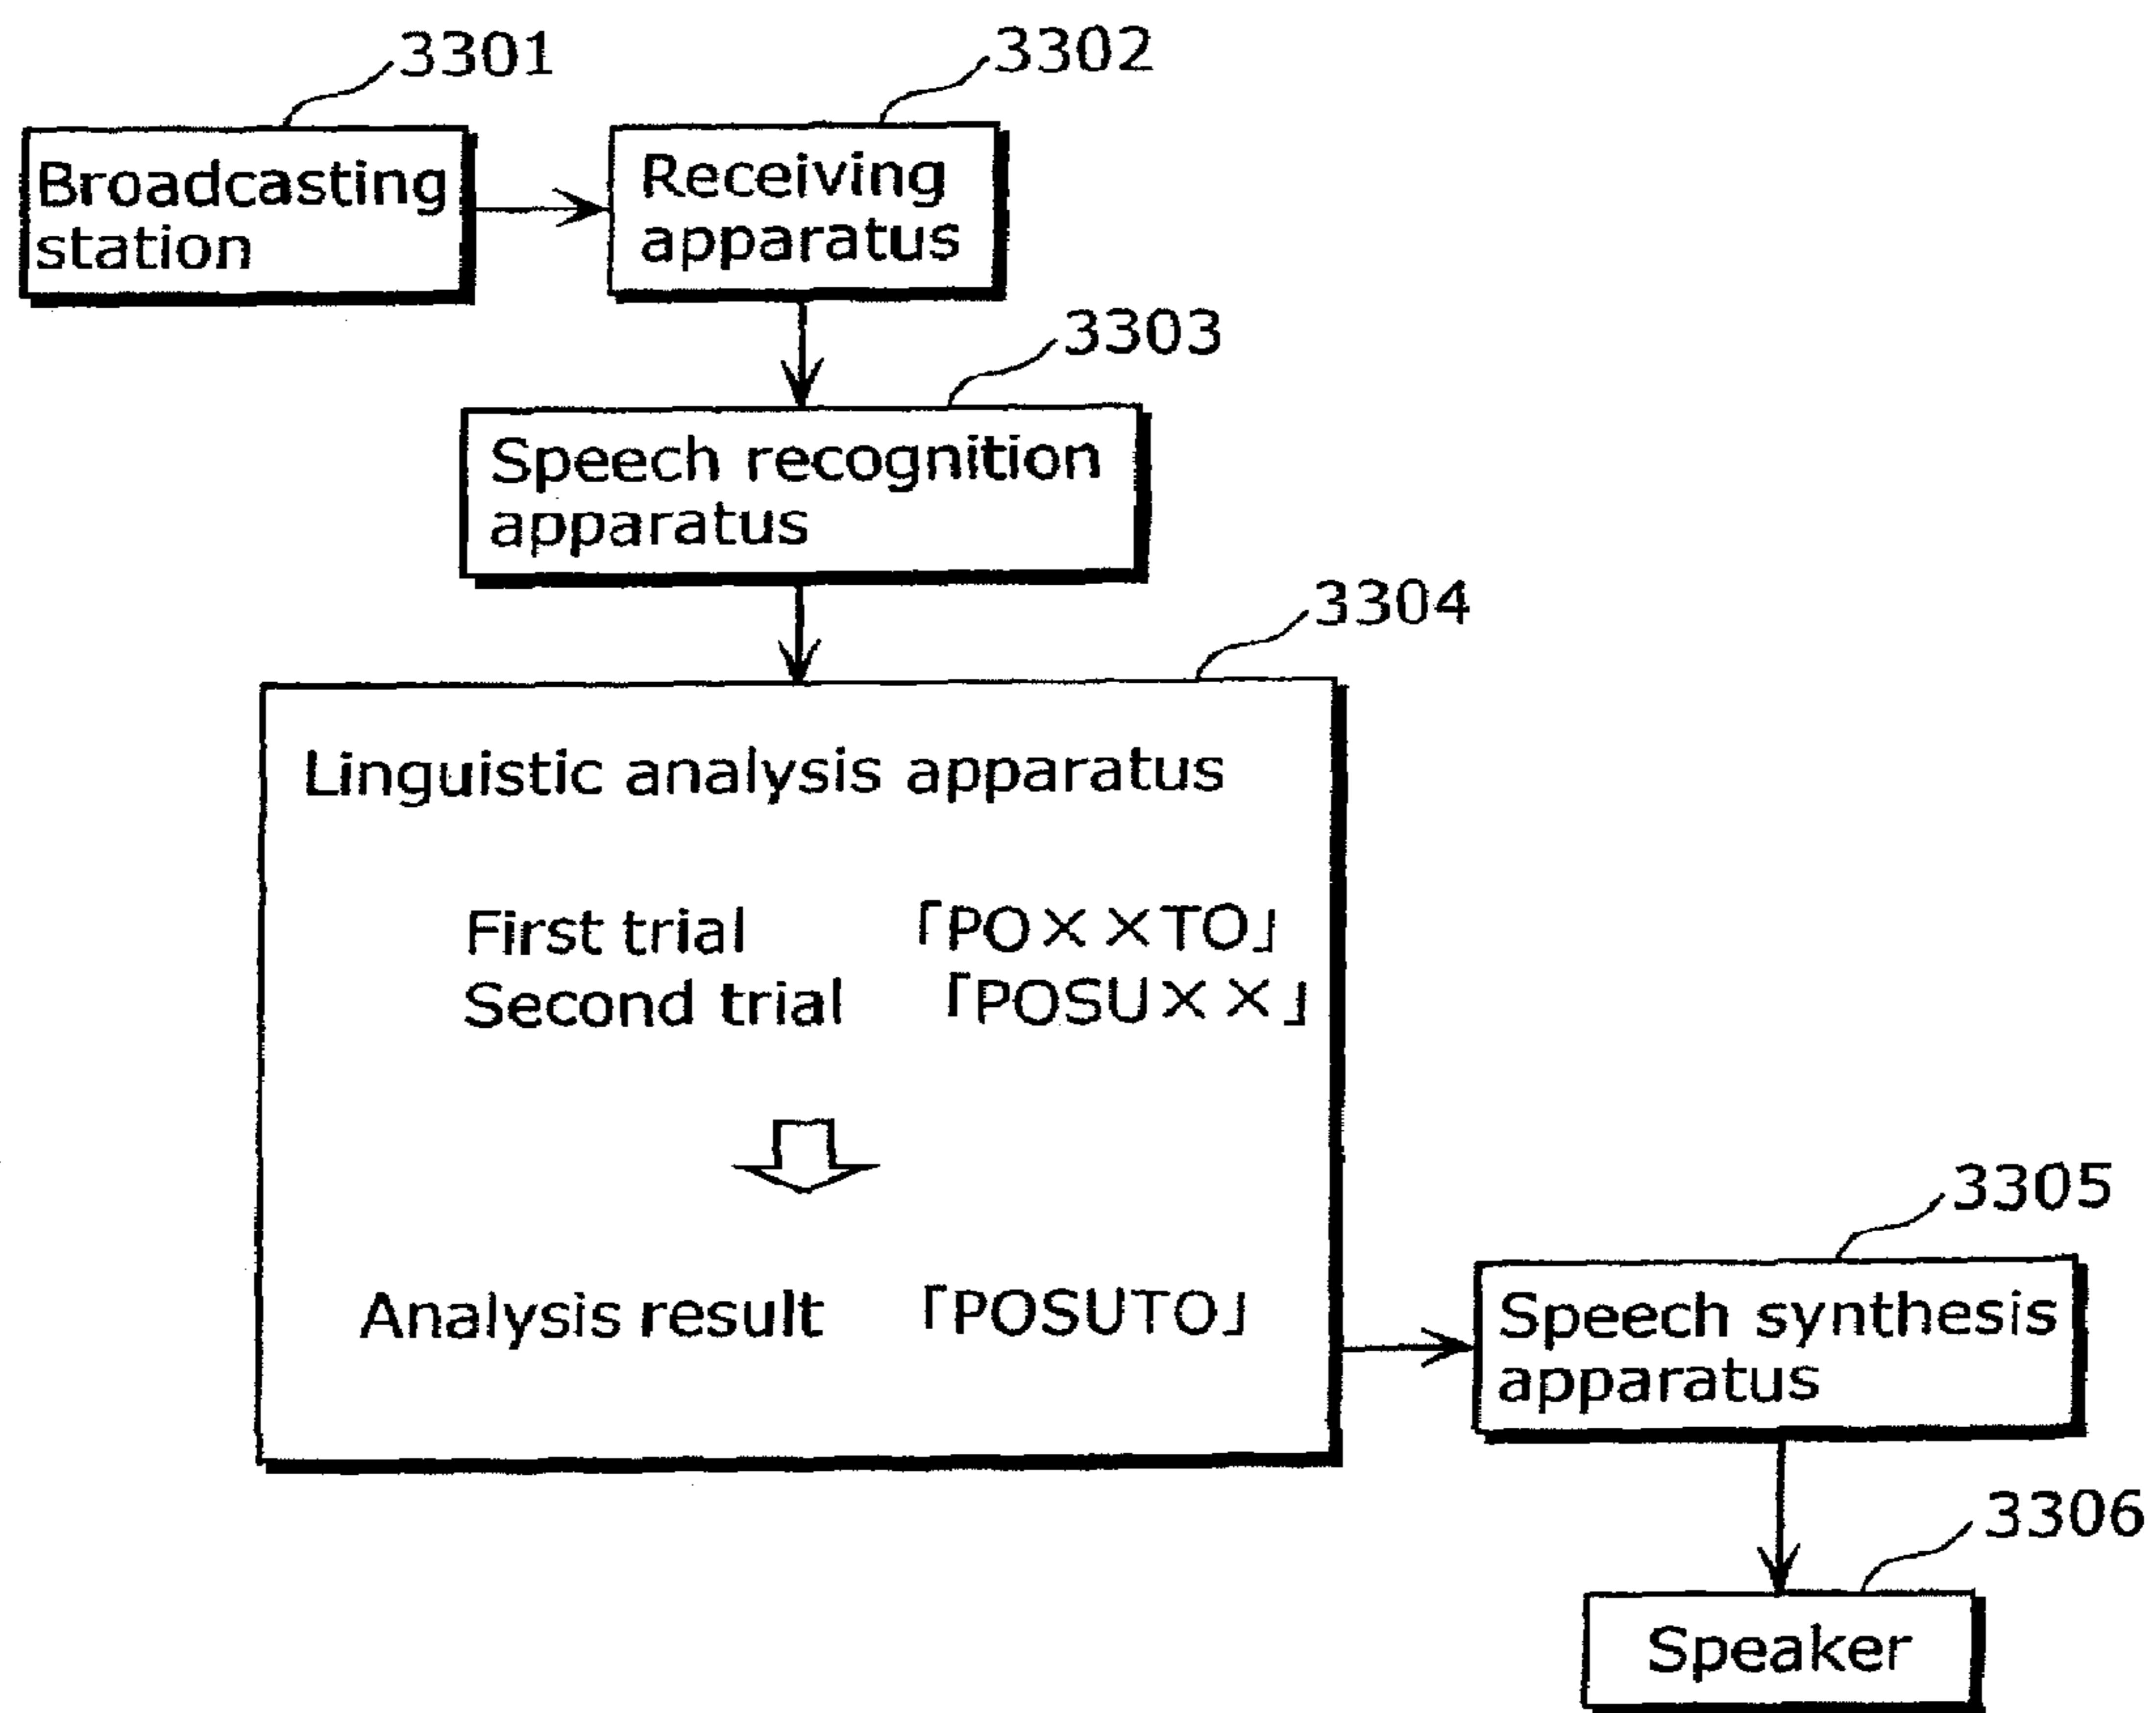 3301
3302
Broadcasting
station
Receiving
apparatus
3303
Speech recognition
apparatus
3304
Linguistic analysis apparatus
First trial 「PO××TO」
Second trial 「POSU××」
Analysis result 「POSUTO」
3305
Speech synthesis
apparatus
3306
Speaker